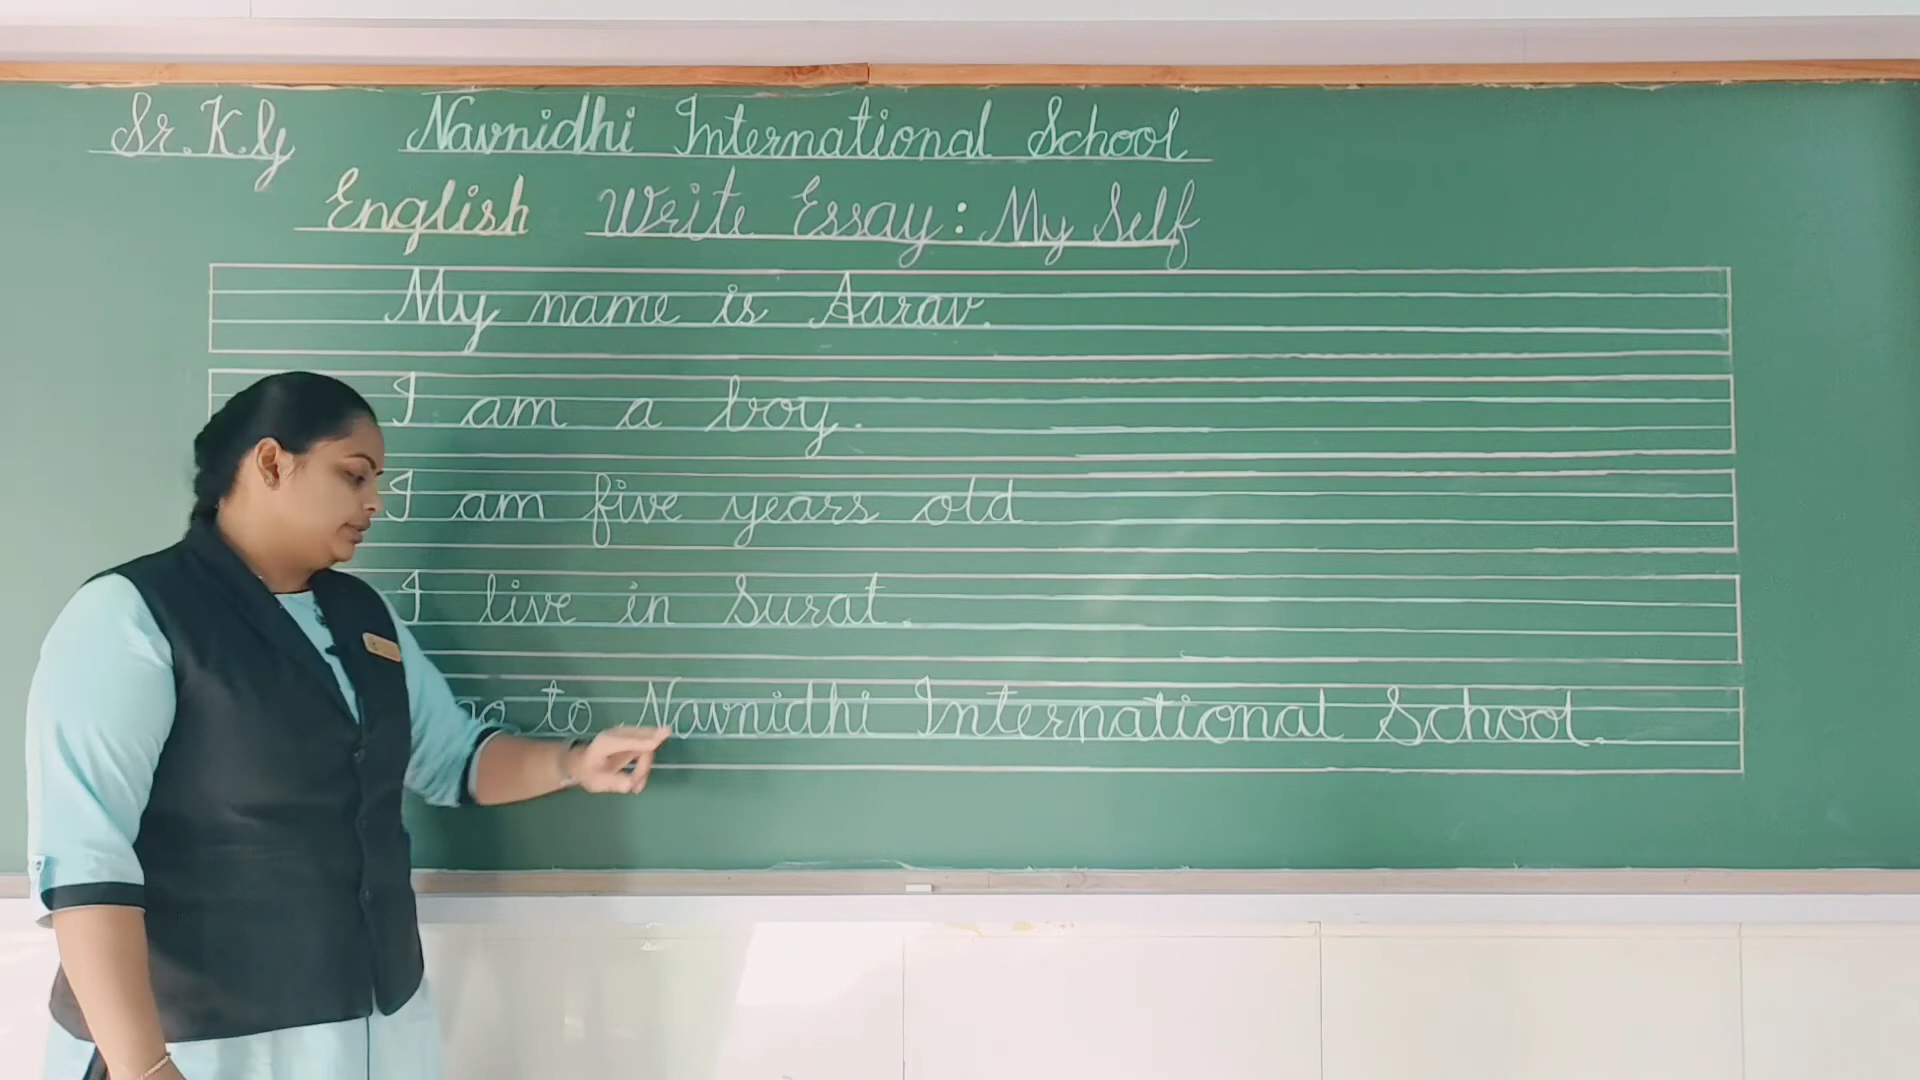 Sr. K.G Navnidhi International School
English Write Essay: My Self
My name is Aarav.
I am a boy.
I am five years old
I live in Surat.
go to Navnidhi International School.